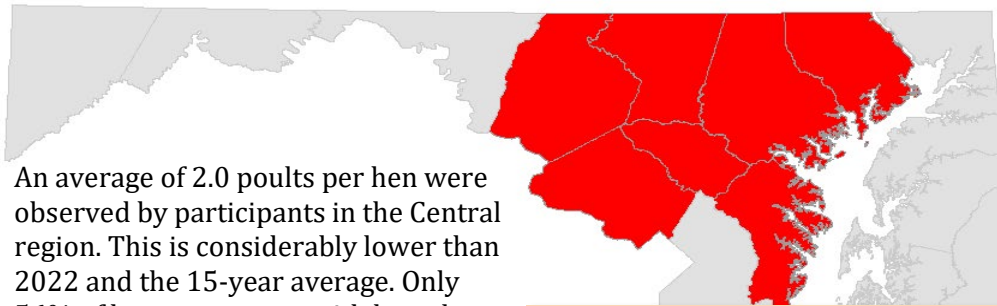 An average of 2.0 poults per hen were
observed by participants in the Central
region. This is considerably lower than
2022 and the 15-year average. Only